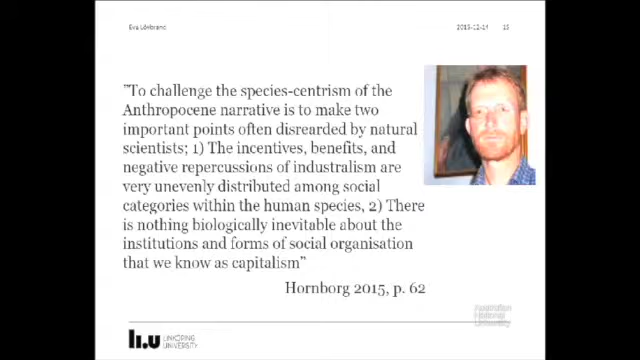 Eva Lövbrand
2015-12-14 15
"To challenge the species-centrism of the
Anthropocene narrative is to make two
important points often disrearded by natural
scientists; 1) The incentives, benefits, and
negative repercussions of industralism are
very unevenly distributed among social
categories within the human species, 2) There
is nothing biologically inevitable about the
institutions and forms of social organisation
that we know as capitalism"
Hornborg 2015, p. 62
Australian
National
University
LINKÖPING
UNIVERSITY